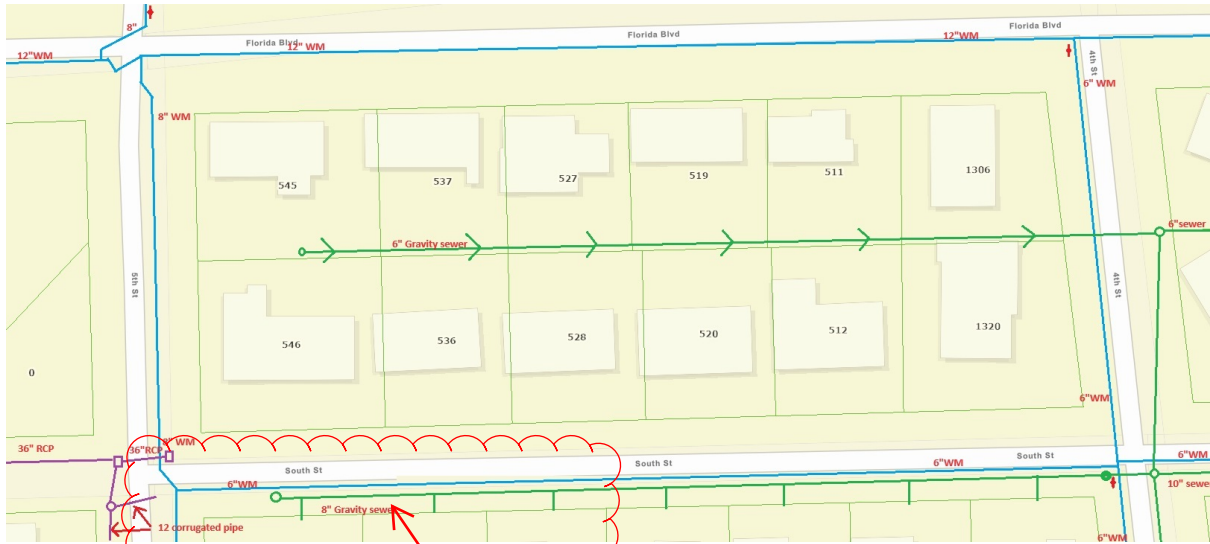 8"
Florida Blvd
Florida Blvd
Florida Blvd
12"WM
12" WM
12"WM
4th St
6" WM
8" WM
545
537
527
519
511
1306
6" Gravity sewer
6"sewer
5th St
4th St
546
536
528
520
512
1320
0
6"WM
36" RCP
36"RCP
8" WM
South St
South St
South St
6"WM
6"WM
6"WM
10" sewer
8" Gravity sewer
12 corrugated pipe
6"WM